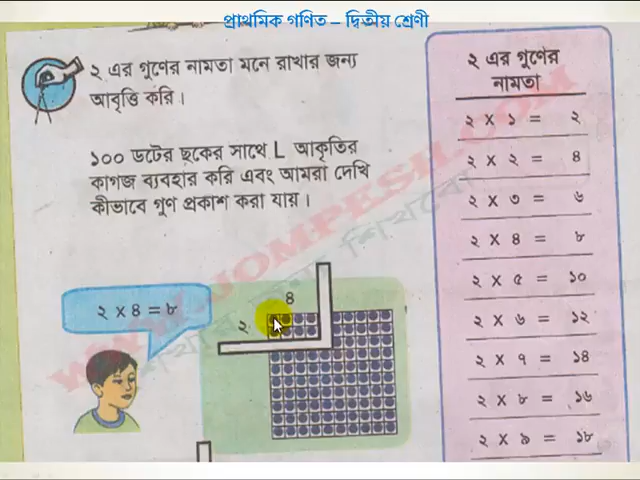 প্রাথমিক গণিত – দ্বিতীয় শ্রেণী
২ এর গুণের নামতা মনে রাখার জন্য
আবৃত্তি করি।
১০০ ডটের ছকের সাথে L আকৃতির
কাগজ ব্যবহার করি এবং আমরা দেখি
কীভাবে গুণ প্রকাশ করা যায়।
২ x ৪ = ৮
৪
২
২ এর গুণের
নামতা
২ x ১ = ২
২ x ২ = ৪
২ x ৩ = ৬
২ x ৪ = ৮
২ x ৫ = ১০
২ x ৬ = ১২
২ x ৭ = ১৪
২ x ৮ = ১৬
২ x ৯ = ১৮